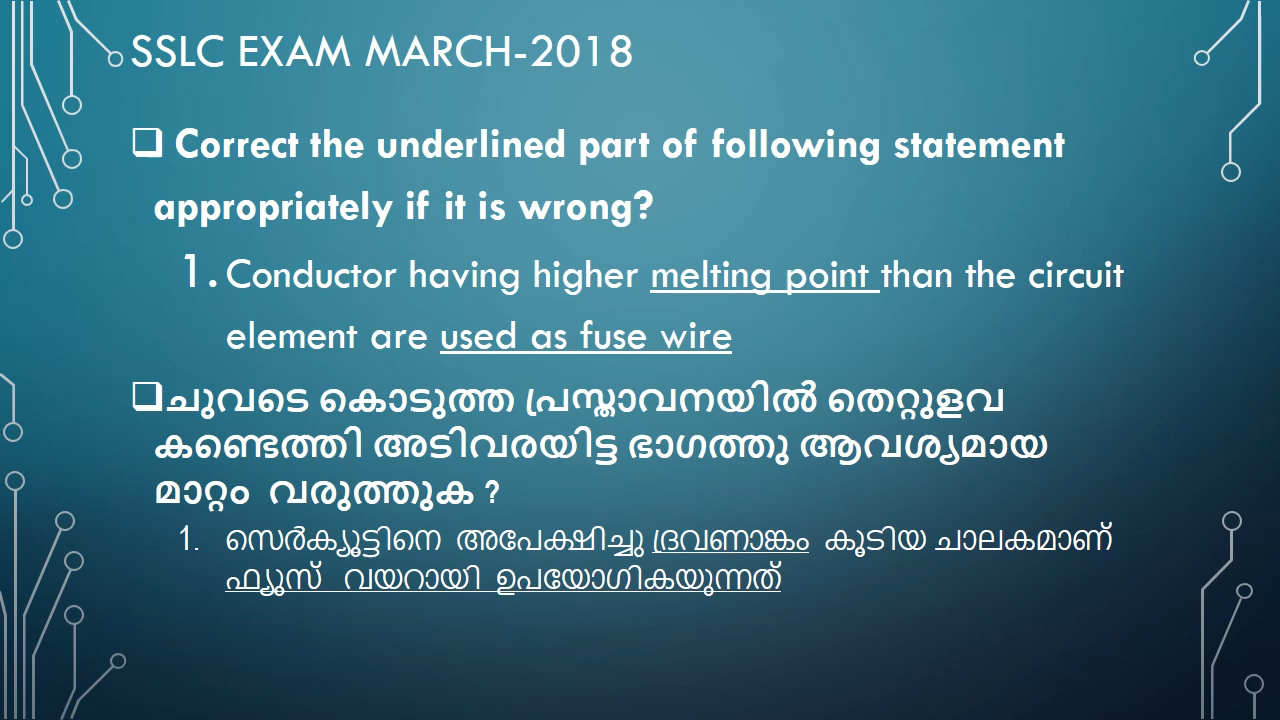 SSLC EXAM MARCH-2018
❑ Correct the underlined part of following statement
appropriately if it is wrong?
1. Conductor having higher melting point than the circuit
element are used as fuse wire
❑ചുവടെ കൊടുത്ത പ്രസ്താവനയിൽ തെറ്റുളവ
കണ്ടെത്തി അടിവരയിട്ട ഭാഗത്തു ആവശ്യമായ
മാറ്റം വരുത്തുക ?
1. സെർക്യൂട്ടിനെ അപേക്ഷിച്ചു ദ്രവണാങ്കം കൂടിയ ചാലകമാണ്
ഫ്യൂസ് വയറായി ഉപയോഗികയുന്നത്